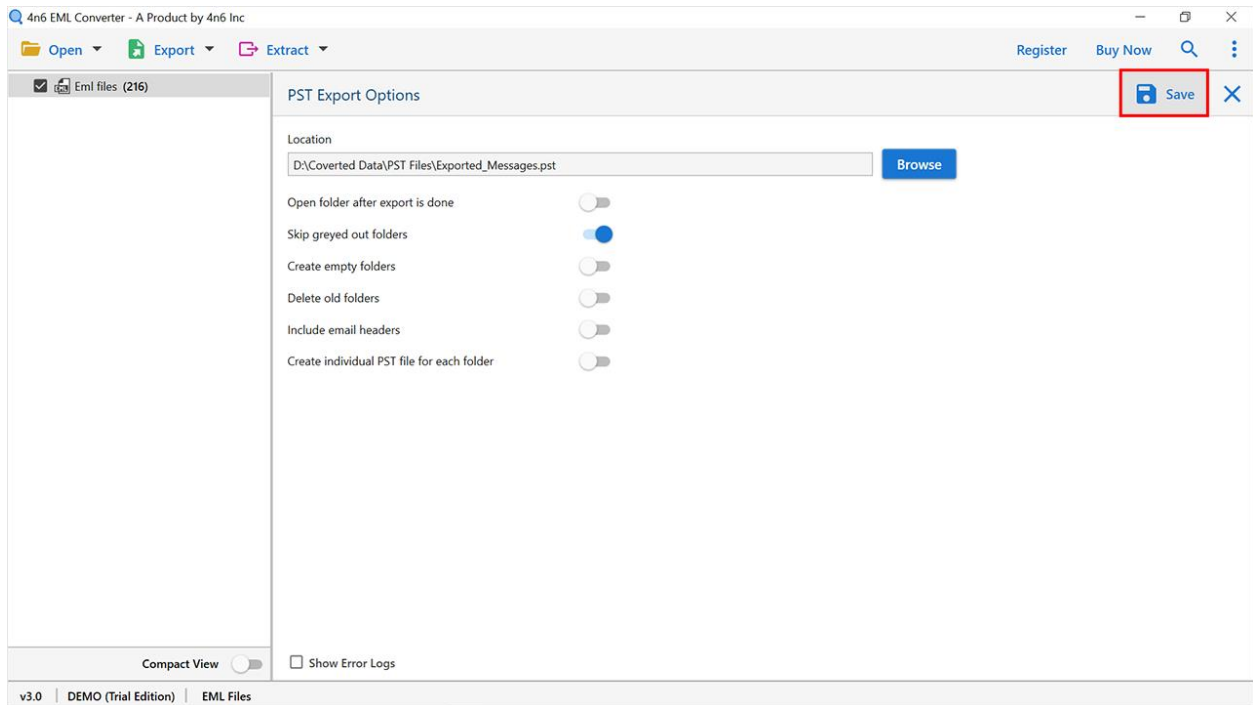 4n6 EML Converter - A Product by 4n6 Inc
Open Export Extract Register Buy Now
Eml files (216)
PST Export Options Save
Location
D:\Coverted Data\PST Files\Exported_Messages.pst Browse
Open folder after export is done
Skip greyed out folders
Create empty folders
Delete old folders
Include email headers
Create individual PST file for each folder
Compact View Show Error Logs
v3.0 DEMO (Trial Edition) EML Files